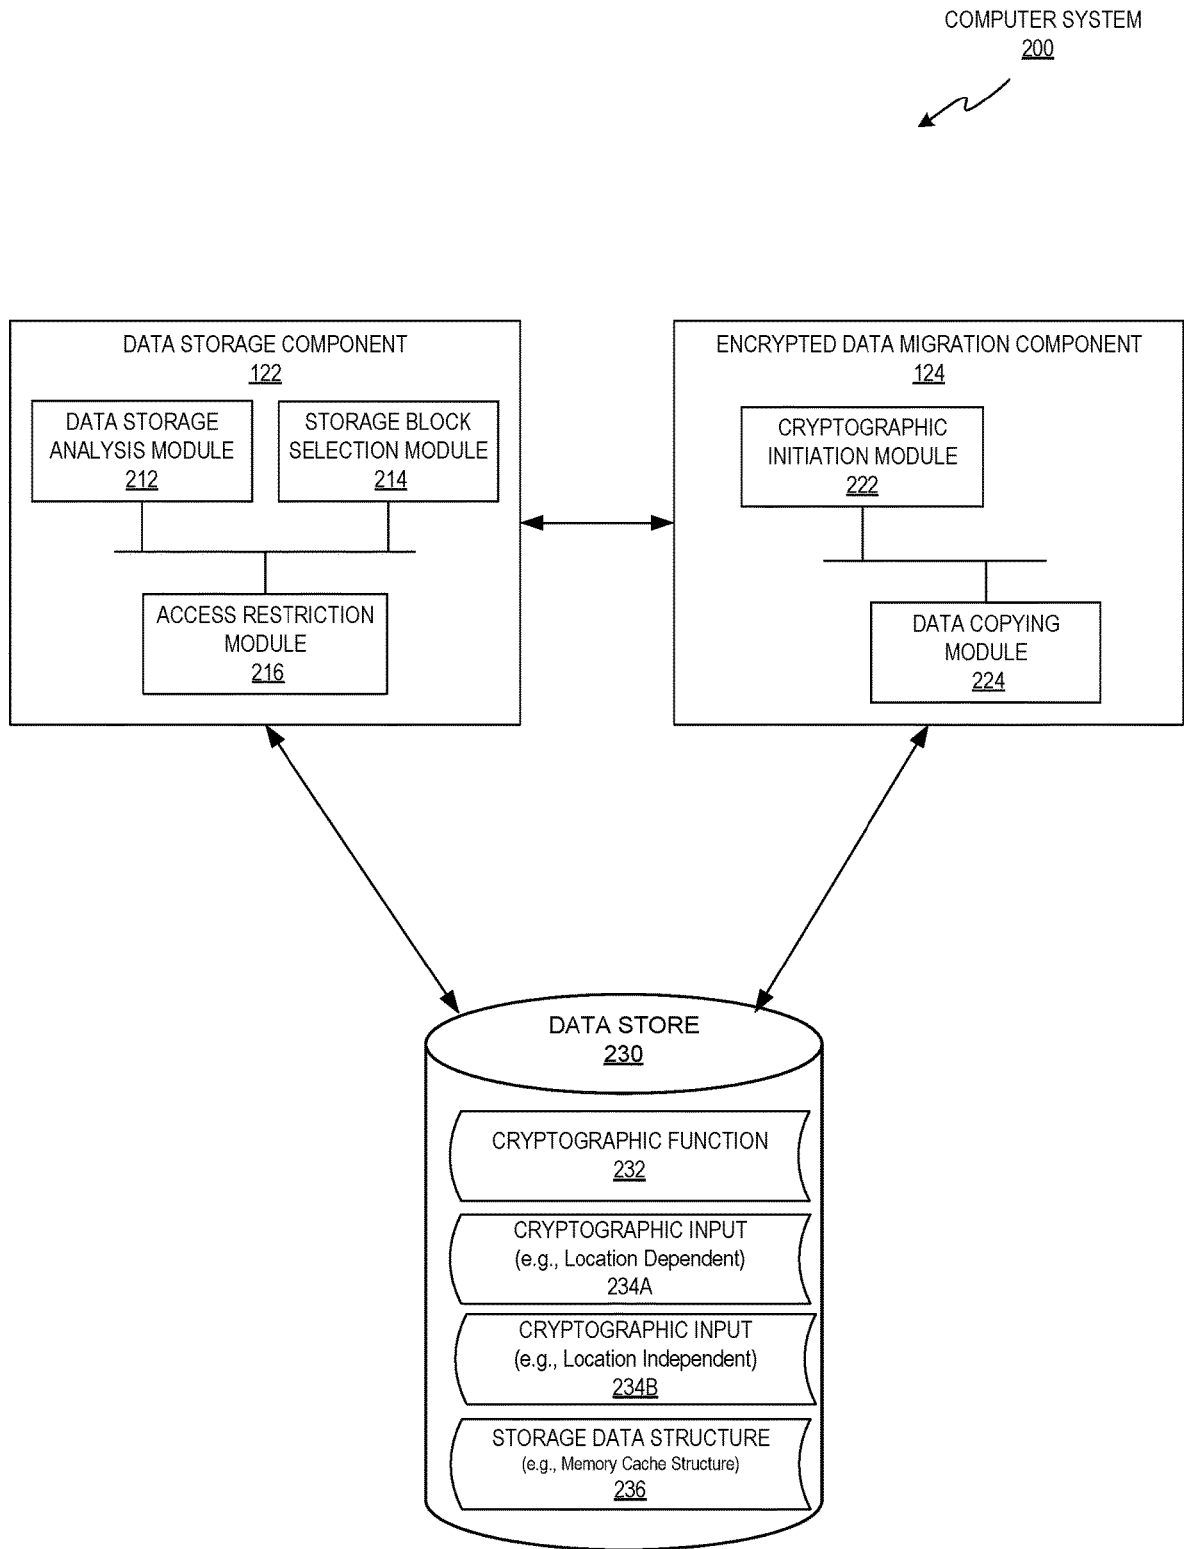 COMPUTER SYSTEM
200
DATA STORAGE COMPONENT
122
DATA STORAGE
ANALYSIS MODULE
212
STORAGE BLOCK
SELECTION MODULE
214
ACCESS RESTRICTION
MODULE
216
ENCRYPTED DATA MIGRATION COMPONENT
124
CRYPTOGRAPHIC
INITIATION MODULE
222
DATA COPYING
MODULE
224
DATA STORE
230
CRYPTOGRAPHIC FUNCTION
232
CRYPTOGRAPHIC INPUT
(e.g., Location Dependent)
234A
CRYPTOGRAPHIC INPUT
(e.g., Location Independent)
234B
STORAGE DATA STRUCTURE
(e.g., Memory Cache Structure)
236